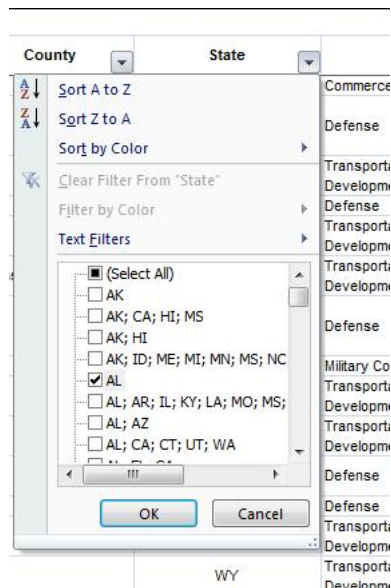 County State
Commerce
Sort A to Z
Sort Z to A
Defense
Sort by Color
Clear Filter From "State"
Filter by Color
Defense
Text Filters
(Select All)
AK
AK; CA; HI; MS
AK; HI
Defense
AK; ID; ME; MI; MN; MS; NC
AL
AL; AR; IL; KY; LA; MO; MS;
AL; AZ
AL; CA; CT; UT; WA
Defense
OK Cancel
Defense
WY